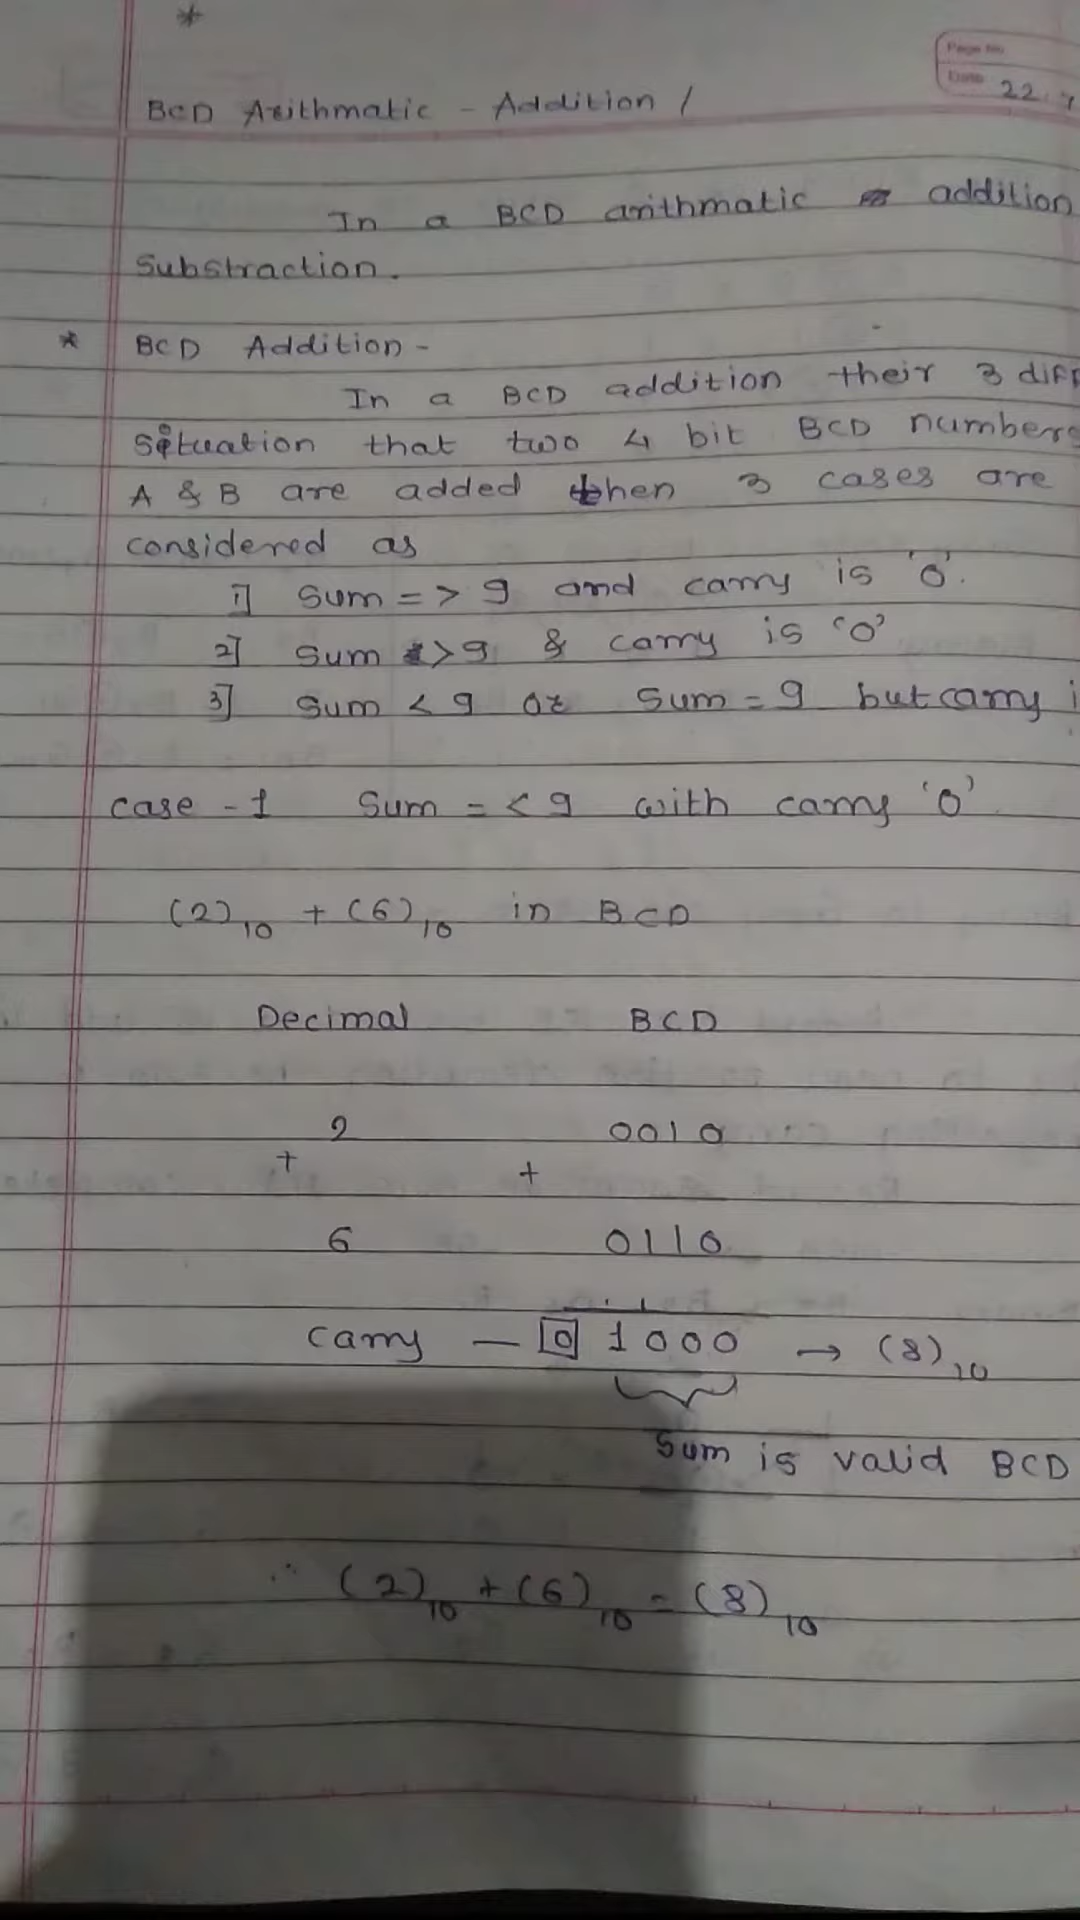 *
Page No
Date 22.7
BCD Arithmatic - Addition /
In a BCD arithmatic addition
Substraction.
* BCD Addition -
In a BCD addition their 3 diff
Situation that two 4 bit BCD numbers
A & B are added then 3 cases are
considered as
1] Sum = > 9 and carry is '0'.
2] Sum > 9 & carry is '0'
3] Sum < 9 or Sum = 9 but carry i
case - 1 Sum = < 9 with carry '0'.
(2)10 + (6)10 in BCD
Decimal BCD
2 0010
+ +
6 0110
carry — 0 1000 → (8)10
Sum is valid BCD
∴ (2)10 + (6)10 = (8)10